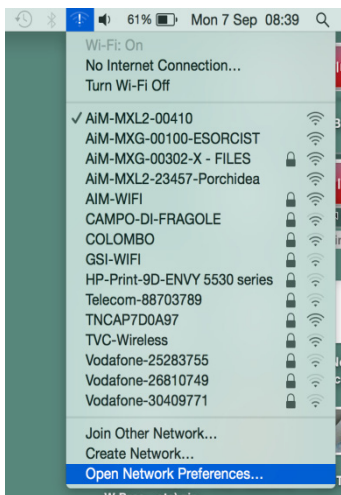 61% Mon 7 Sep 08:39
Wi-Fi: On
No Internet Connection...
Turn Wi-Fi Off
✓ AiM-MXL2-00410
AiM-MXG-00100-ESORCIST
AiM-MXG-00302-X - FILES
AiM-MXL2-23457-Porchidea
AIM-WIFI
CAMPO-DI-FRAGOLE
COLOMBO
GSI-WIFI
HP-Print-9D-ENVY 5530 series
Telecom-88703789
TNCAP7D0A97
TVC-Wireless
Vodafone-25283755
Vodafone-26810749
Vodafone-30409771
Join Other Network...
Create Network...
Open Network Preferences...